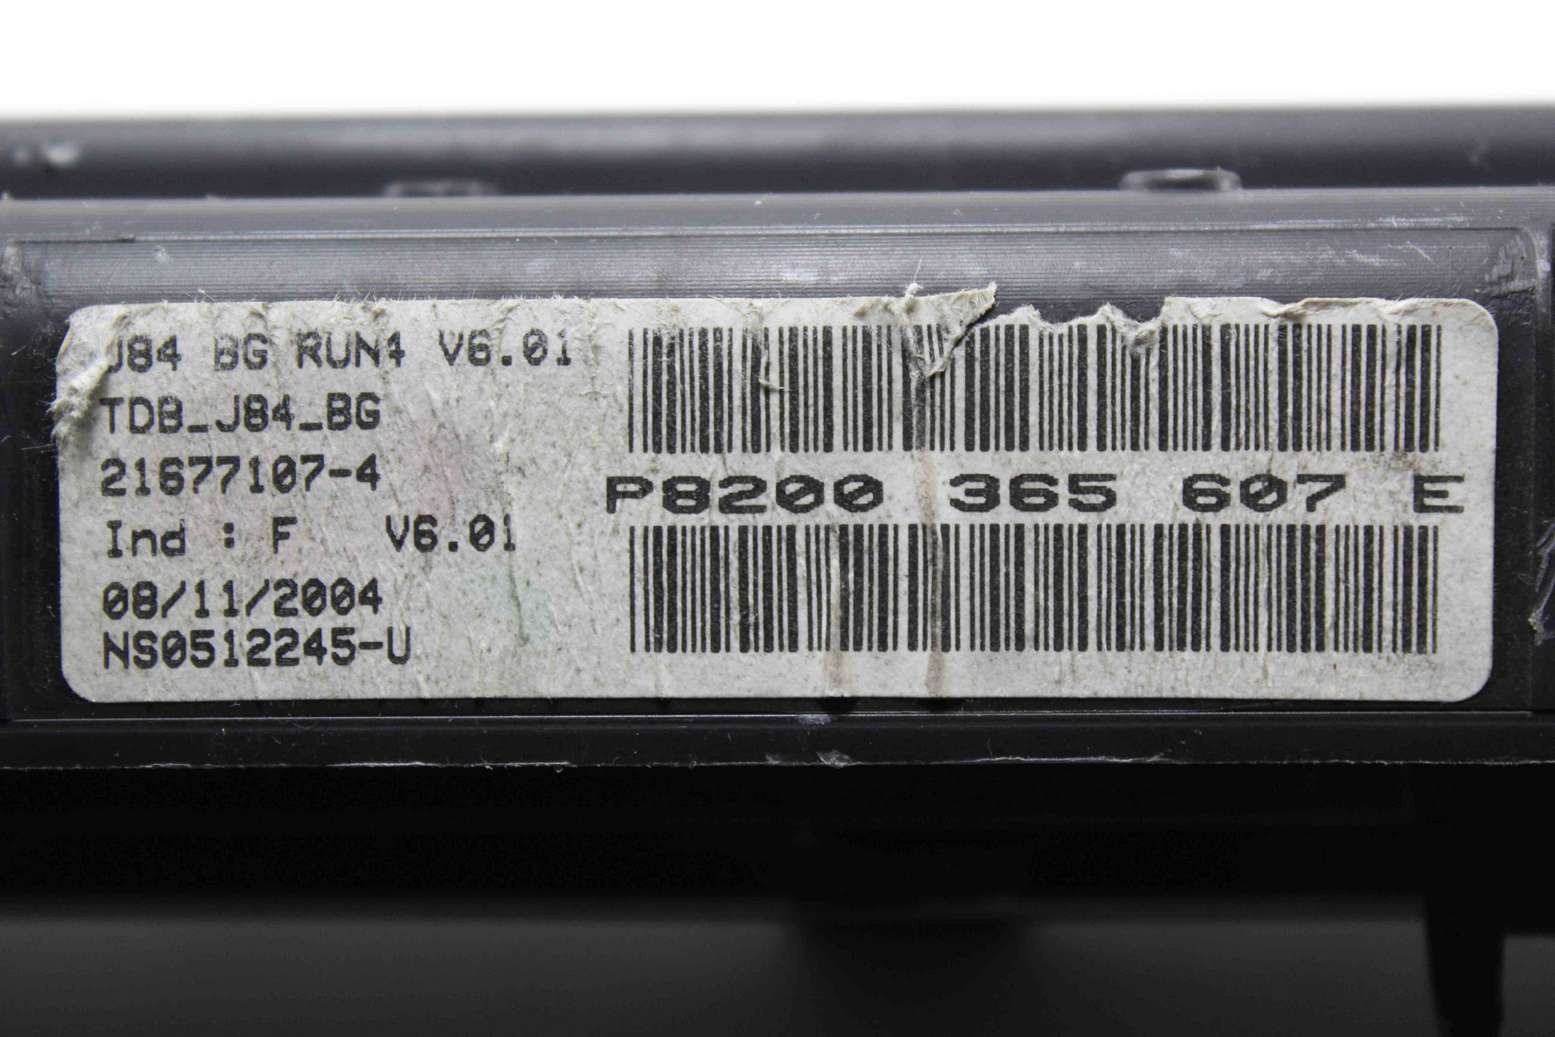 J84 BG RUN4 V6.01
TDB_J84_BG
21677107-4
Ind : F V6.01
08/11/2004
NS0512245-U
P8200 365 607 E